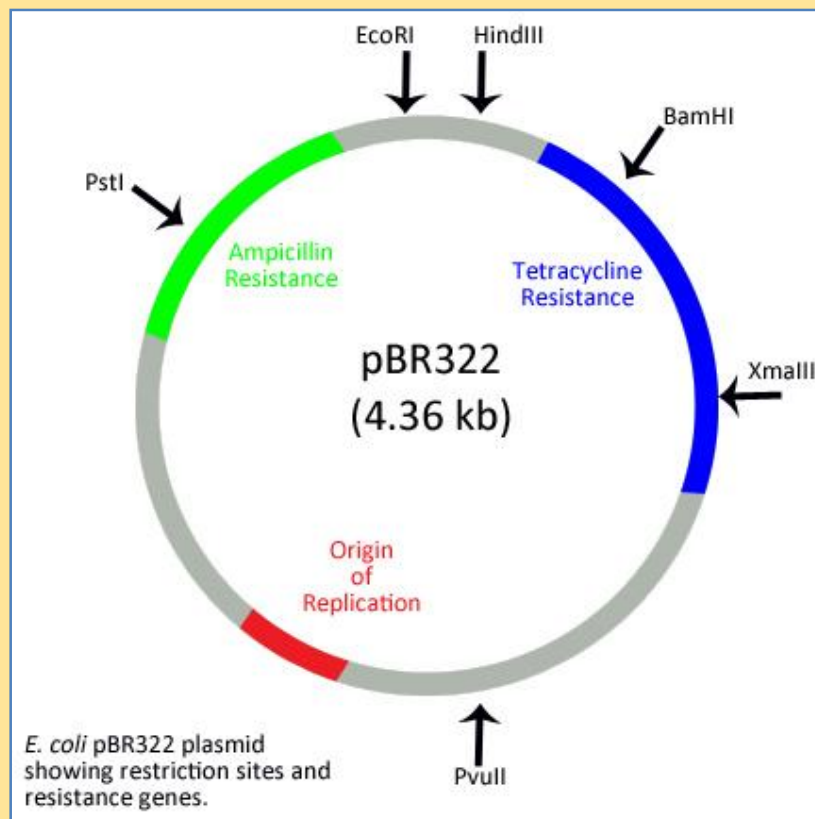 EcoRI
HindIII
BamHI
PstI
Ampicillin
Resistance
Tetracycline
Resistance
XmaIII
pBR322
(4.36 kb)
Origin
of
Replication
PvuII
E. coli pBR322 plasmid
showing restriction sites and
resistance genes.